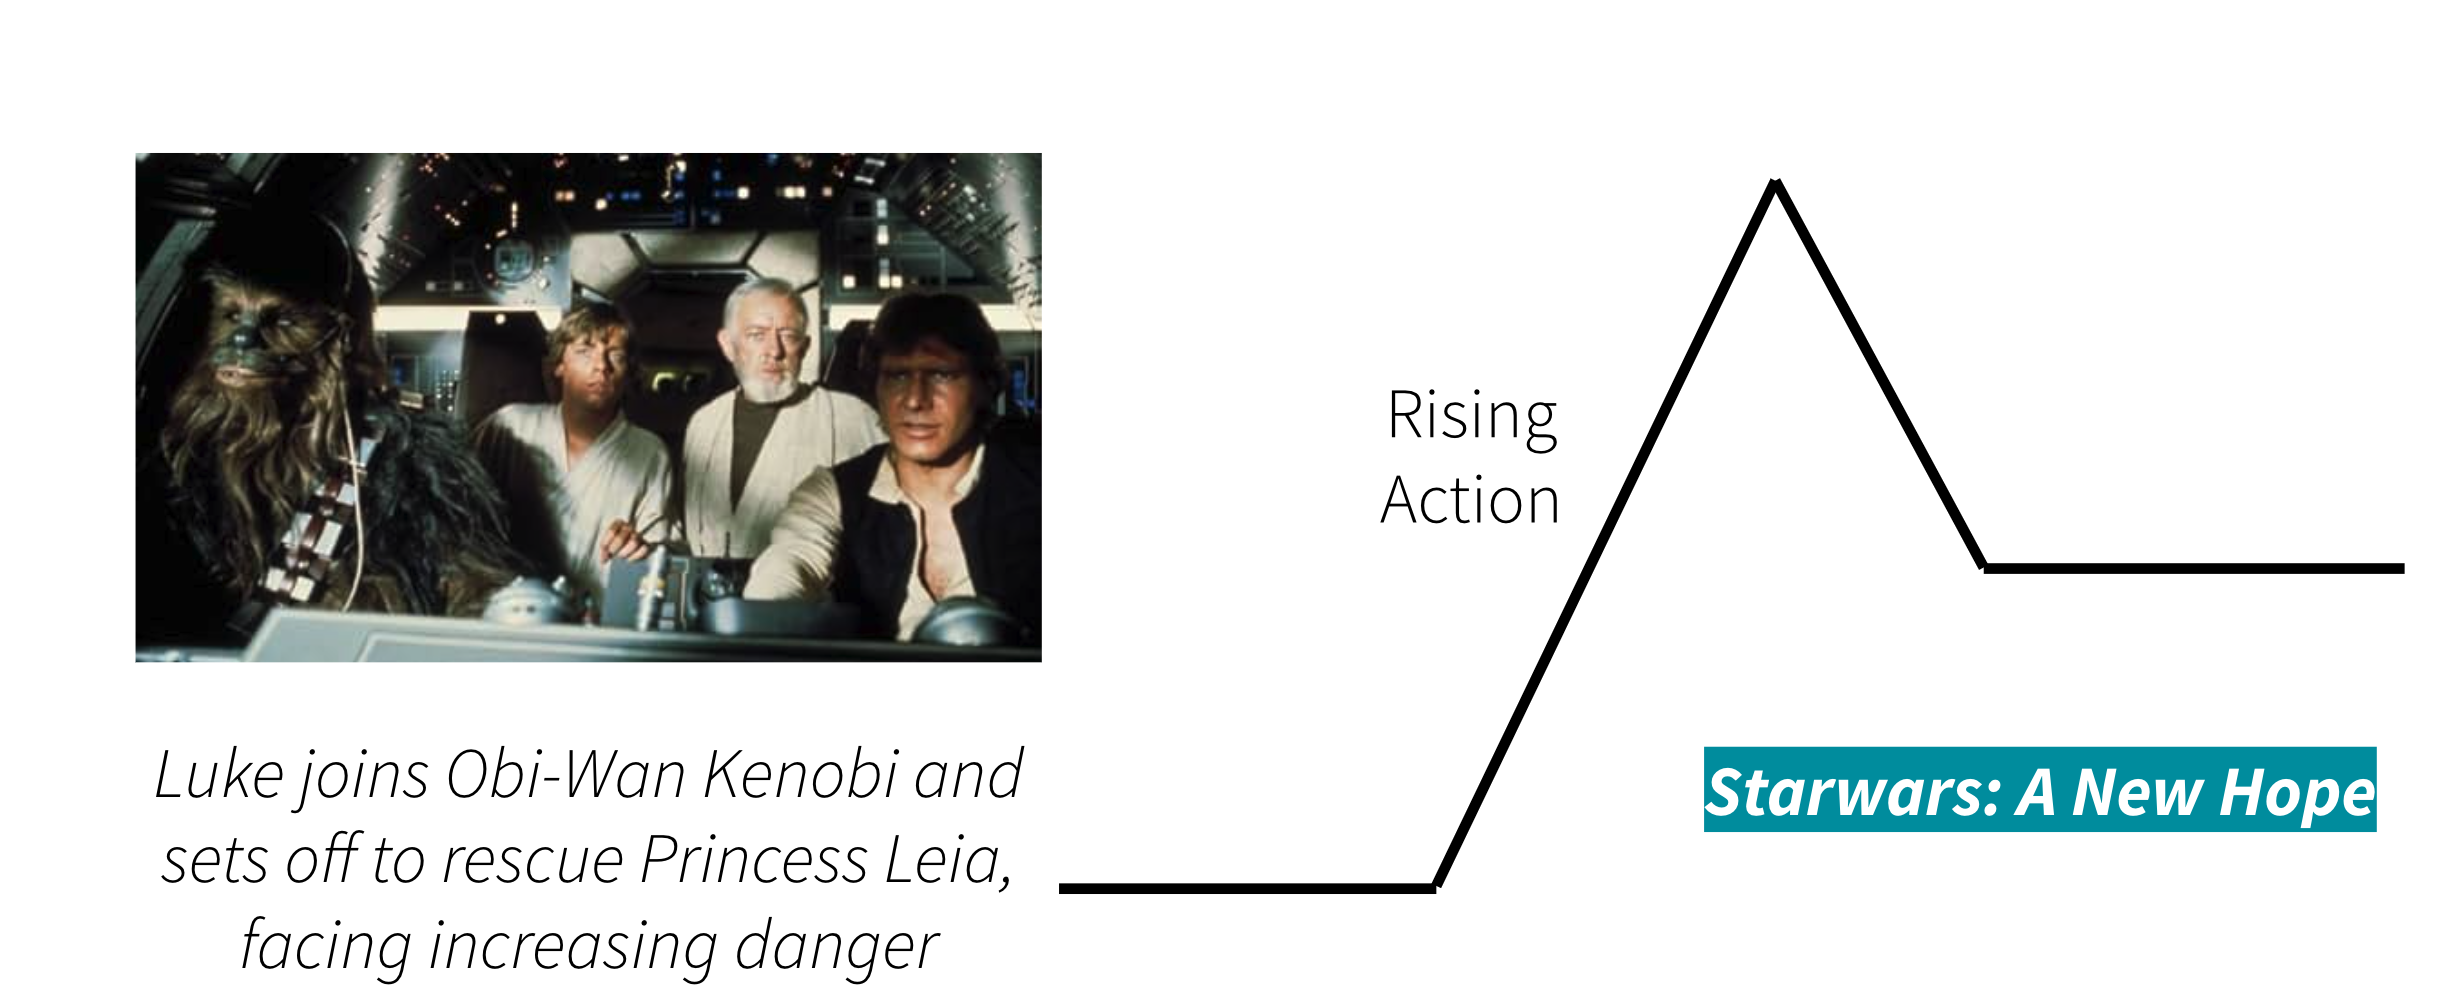 Rising
Action
Luke joins Obi-Wan Kenobi and
sets off to rescue Princess Leia,
facing increasing danger
Starwars: A New Hope